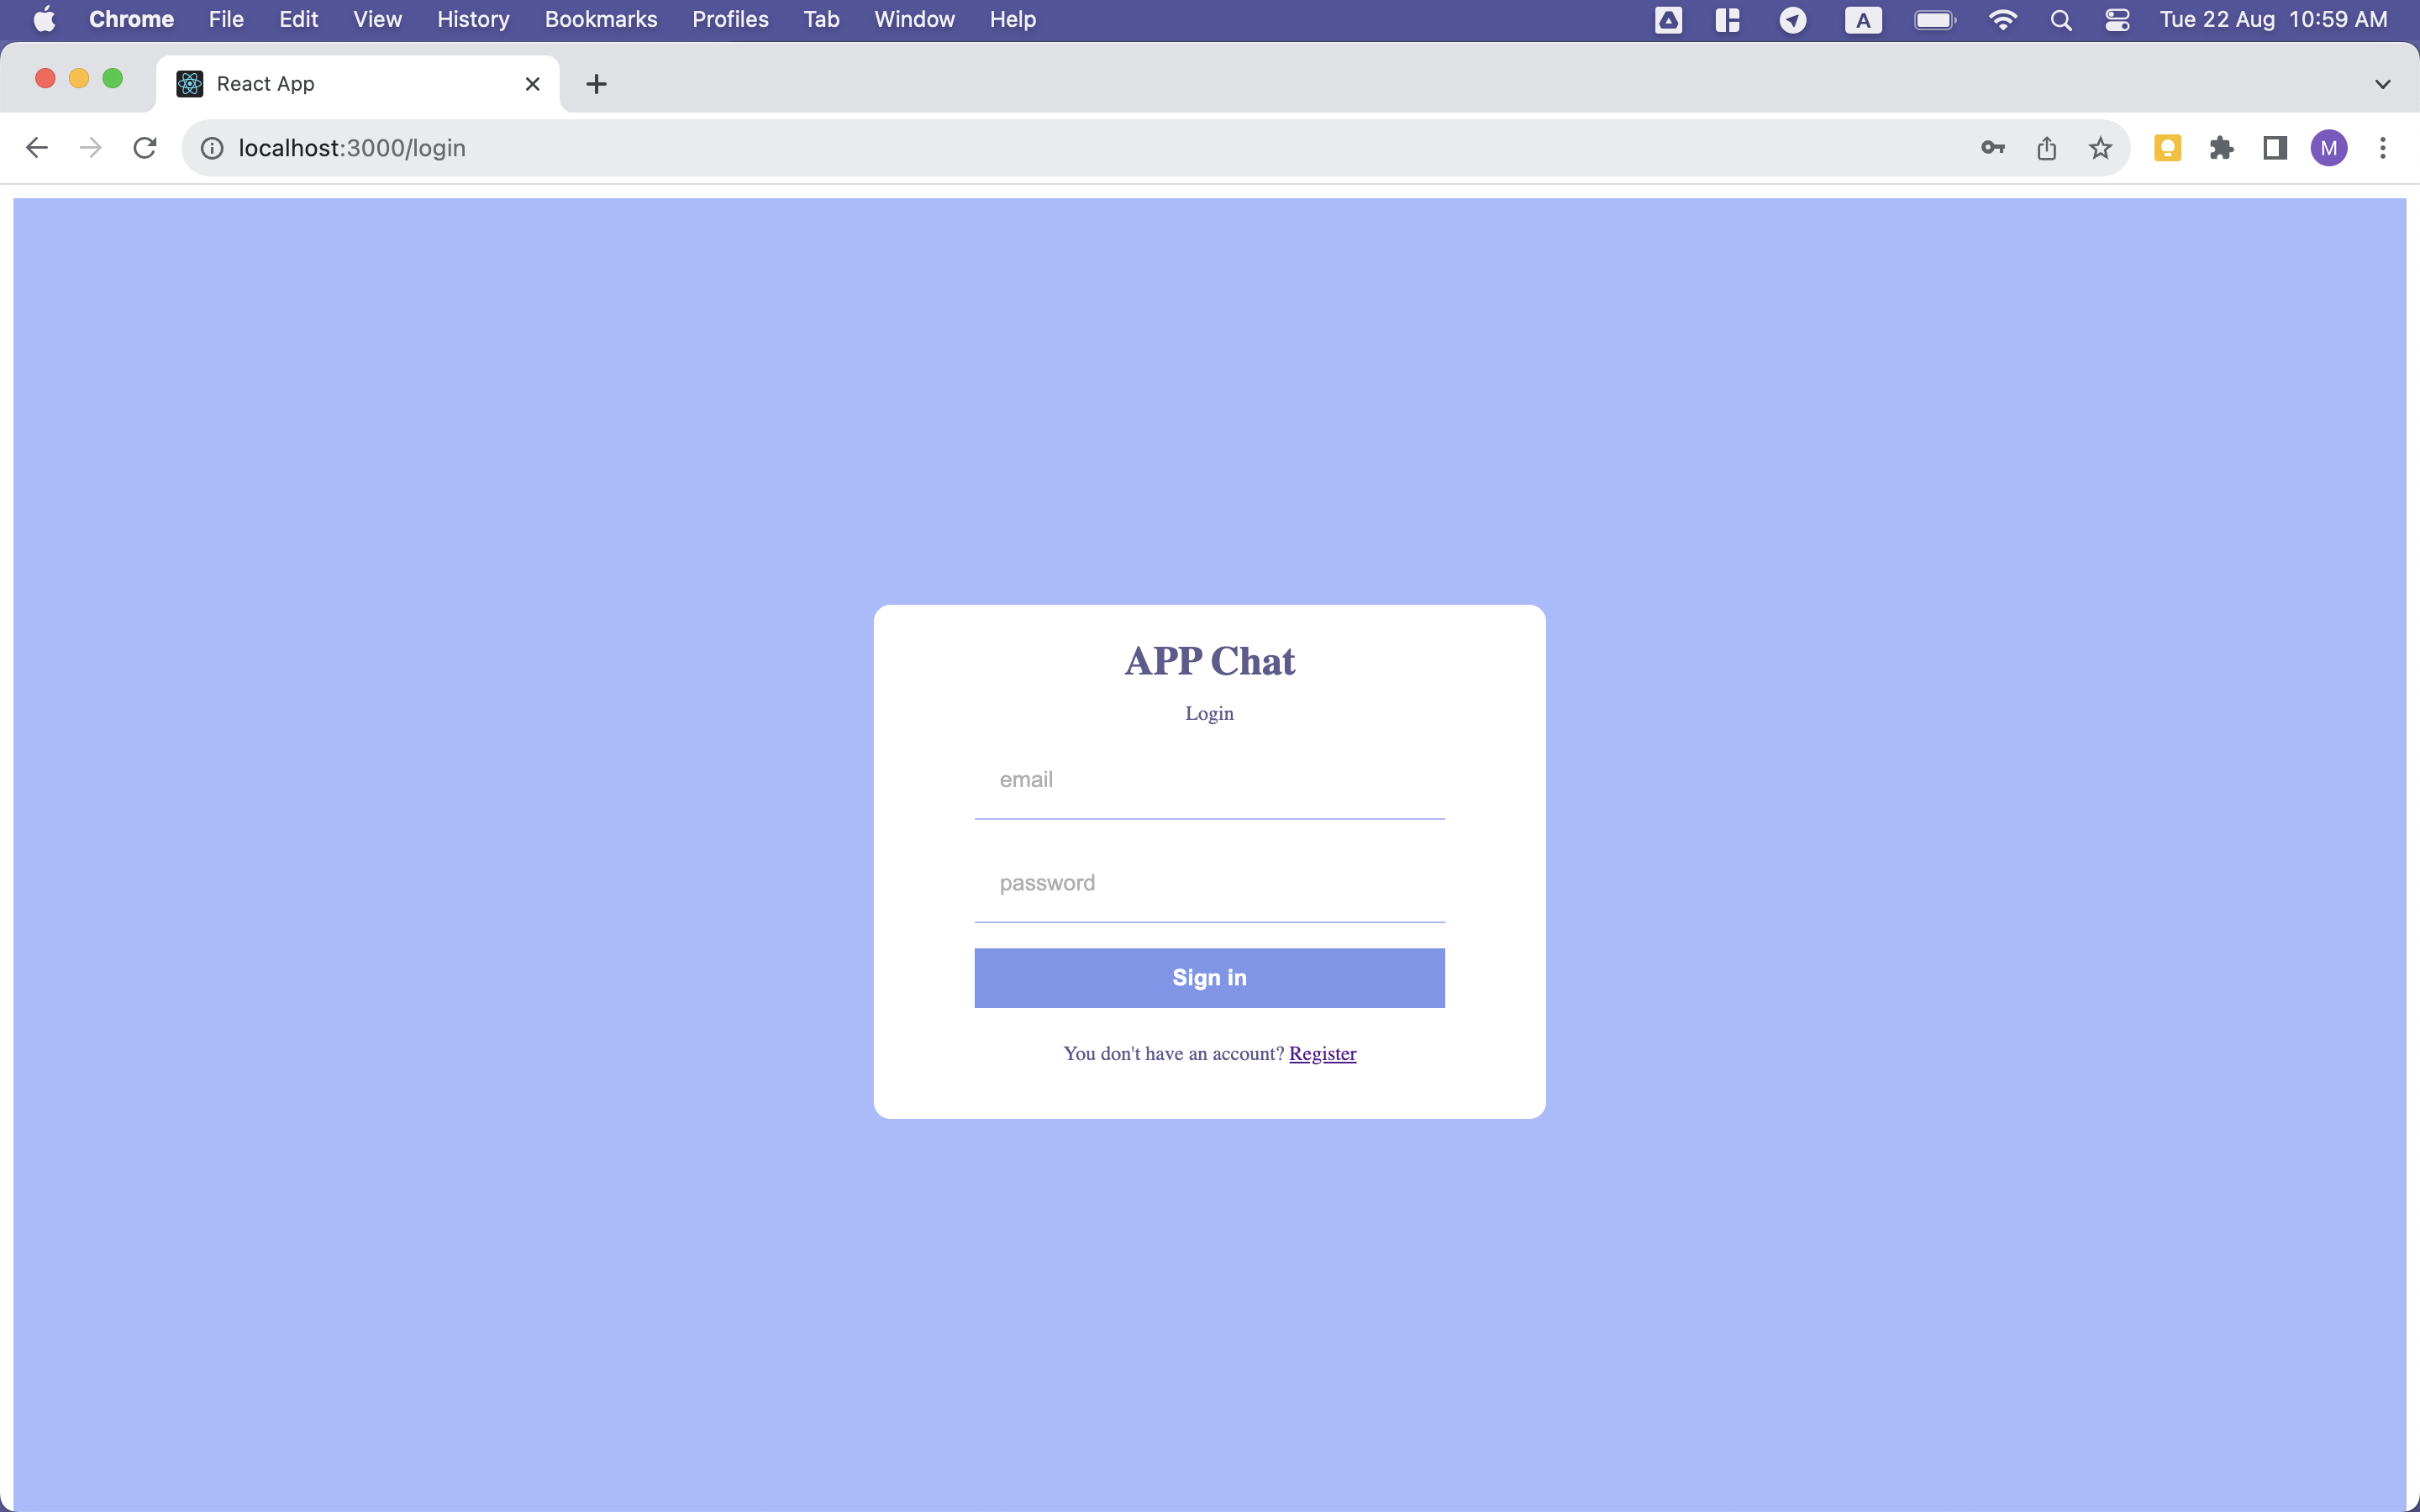 Chrome File Edit View History Bookmarks Profiles Tab Window Help A Tue 22 Aug 10:59 AM
React App
localhost:3000/login M
APP Chat
Login
email
password
Sign in
You don't have an account? Register